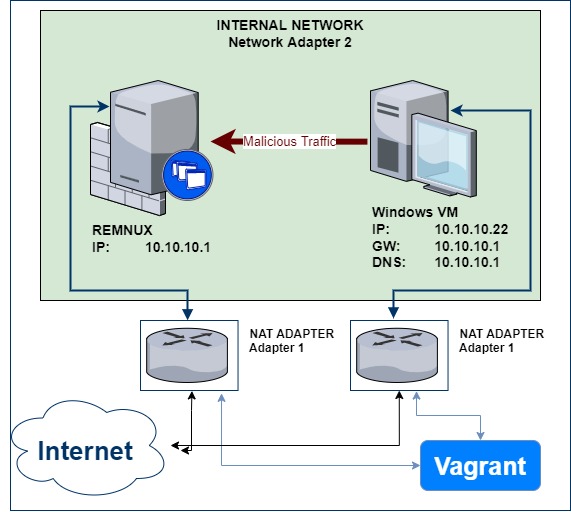 INTERNAL NETWORK
Network Adapter 2
Malicious Traffic
REMNUX
IP: 10.10.10.1
Windows VM
IP: 10.10.10.22
GW: 10.10.10.1
DNS: 10.10.10.1
NAT ADAPTER
Adapter 1
NAT ADAPTER
Adapter 1
Internet
Vagrant